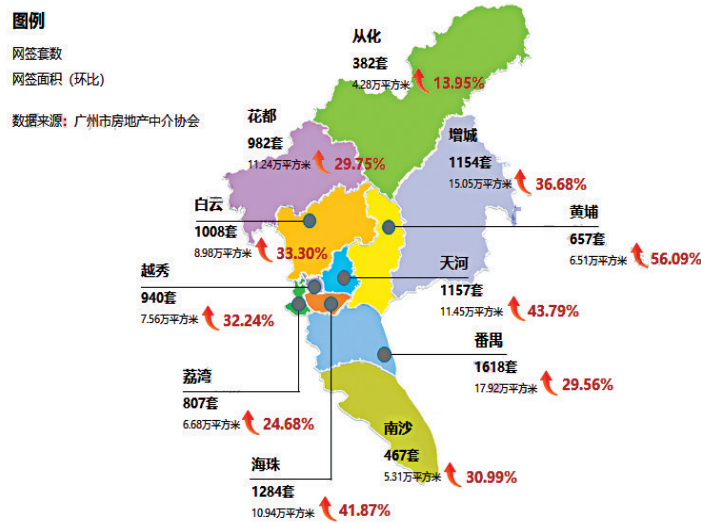 图例
网签套数
网签面积（环比）
数据来源：广州市房地产中介协会
从化
382套
4.28万平方米 13.95%
花都
982套
11.24万平方米 29.75%
增城
1154套
15.05万平方米 36.68%
白云
1008套
8.98万平方米 33.30%
黄埔
657套
6.51万平方米 56.09%
越秀
940套
7.56万平方米 32.24%
天河
1157套
11.45万平方米 43.79%
番禺
1618套
17.92万平方米 29.56%
荔湾
807套
6.68万平方米 24.68%
南沙
467套
5.31万平方米 30.99%
海珠
1284套
10.94万平方米 41.87%